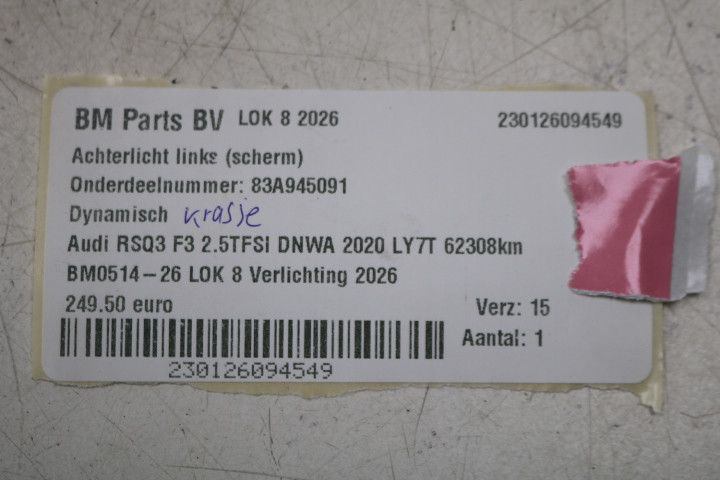 BM Parts BV LOK 8 2026 230126094549
Achterlicht links (scherm)
Onderdeelnummer: 83A945091
Dynamisch krasje
Audi RSQ3 F3 2.5TFSI DNWA 2020 LY7T 62308km
BM0514-26 LOK 8 Verlichting 2026
249.50 euro Verz: 15
Aantal: 1
230126094549